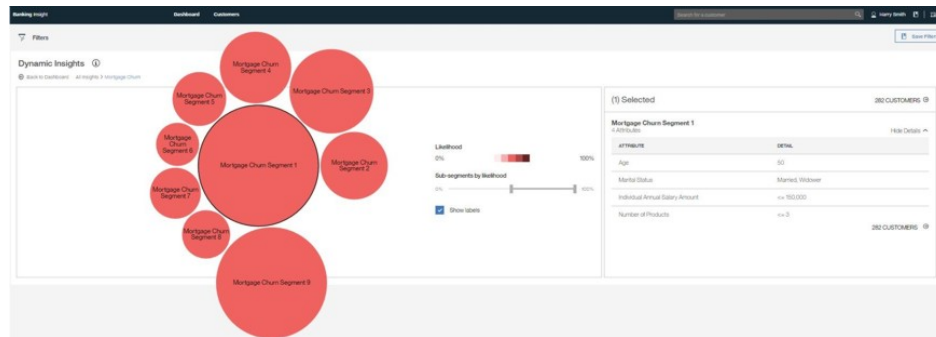 Banking Insight
Dashboard
Customers
Search for a customer
Harry Smith
Filters
Save Filter
Dynamic Insights
Back to Dashboard
All Insights
Mortgage Churn
Mortgage Churn
Segment 4
Mortgage Churn Segment 3
Mortgage Churn
Segment 5
Mortgage
Churn
Segment 6
Mortgage Churn Segment 1
Mortgage Churn
Segment 2
Mortgage Churn
Segment 7
Mortgage Churn
Segment 8
Mortgage Churn Segment 9
Likelihood
0%
100%
Sub-segments by likelihood
0%
100%
Show labels
(1) Selected
282 CUSTOMERS
Mortgage Churn Segment 1
4 Attributes
Hide Details
ATTRIBUTE
DETAIL
Age
50
Marital Status
Married, Widower
Individual Annual Salary Amount
<= 150,000
Number of Products
<= 3
282 CUSTOMERS